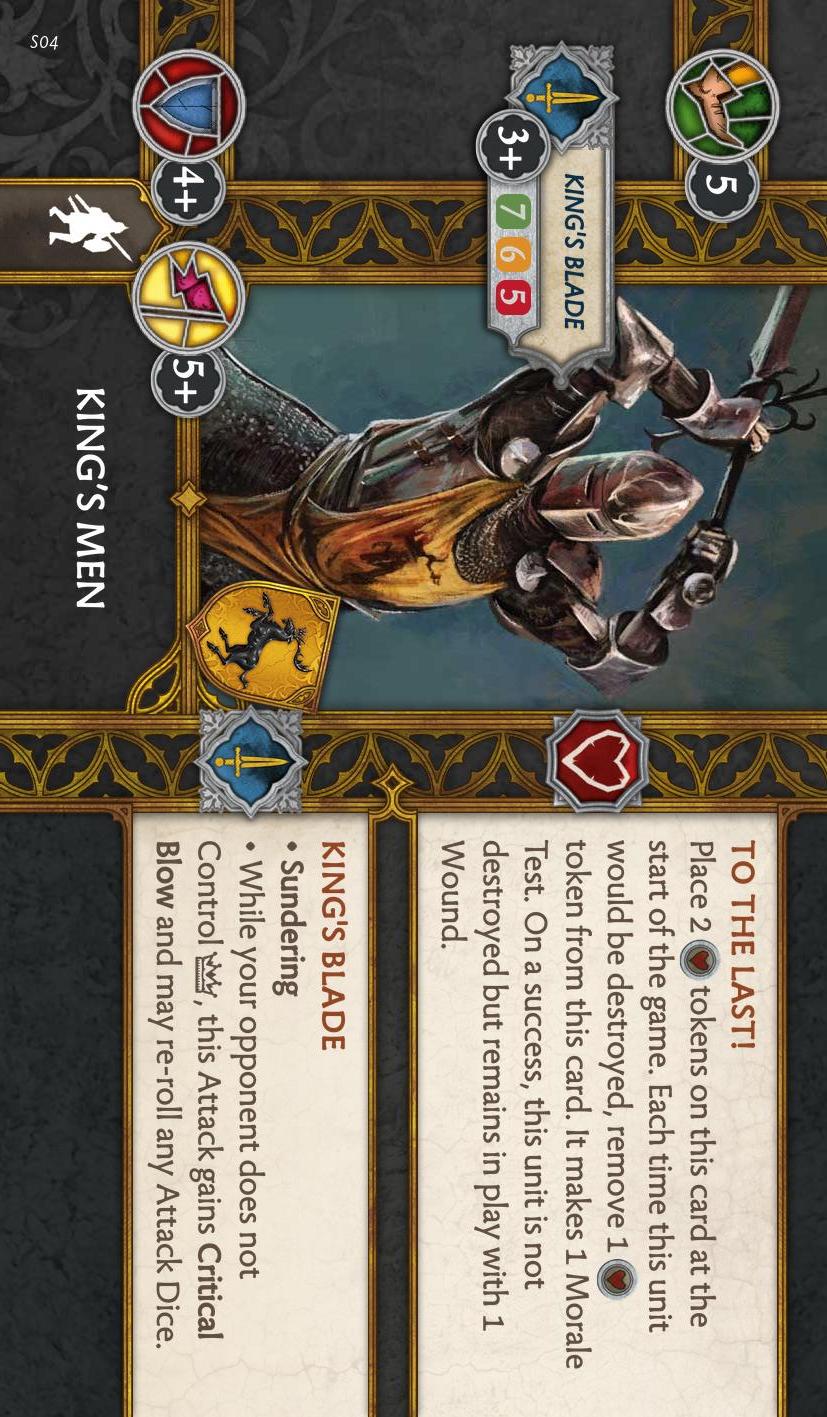 5
KING'S BLADE
3+
7 6 5
4+
5+
KING'S MEN
S04
TO THE LAST!
Place 2 tokens on this card at the
start of the game. Each time this unit
would be destroyed, remove 1
token from this card. It makes 1 Morale
Test. On a success, this unit is not
destroyed but remains in play with 1
Wound.
KING'S BLADE
• Sundering
• While your opponent does not
Control , this Attack gains Critical
Blow and may re-roll any Attack Dice.